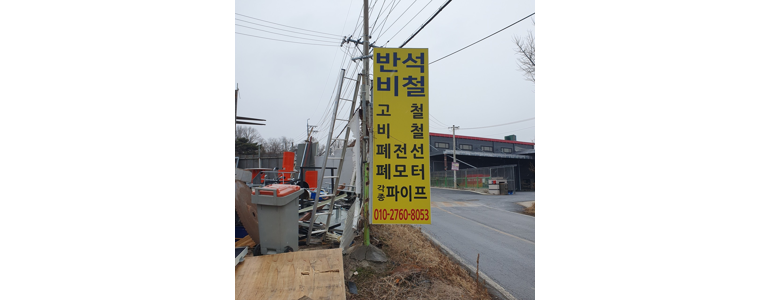 반석
비철
고철
비철
폐전선
폐모터
각종 파이프
010-2760-8053